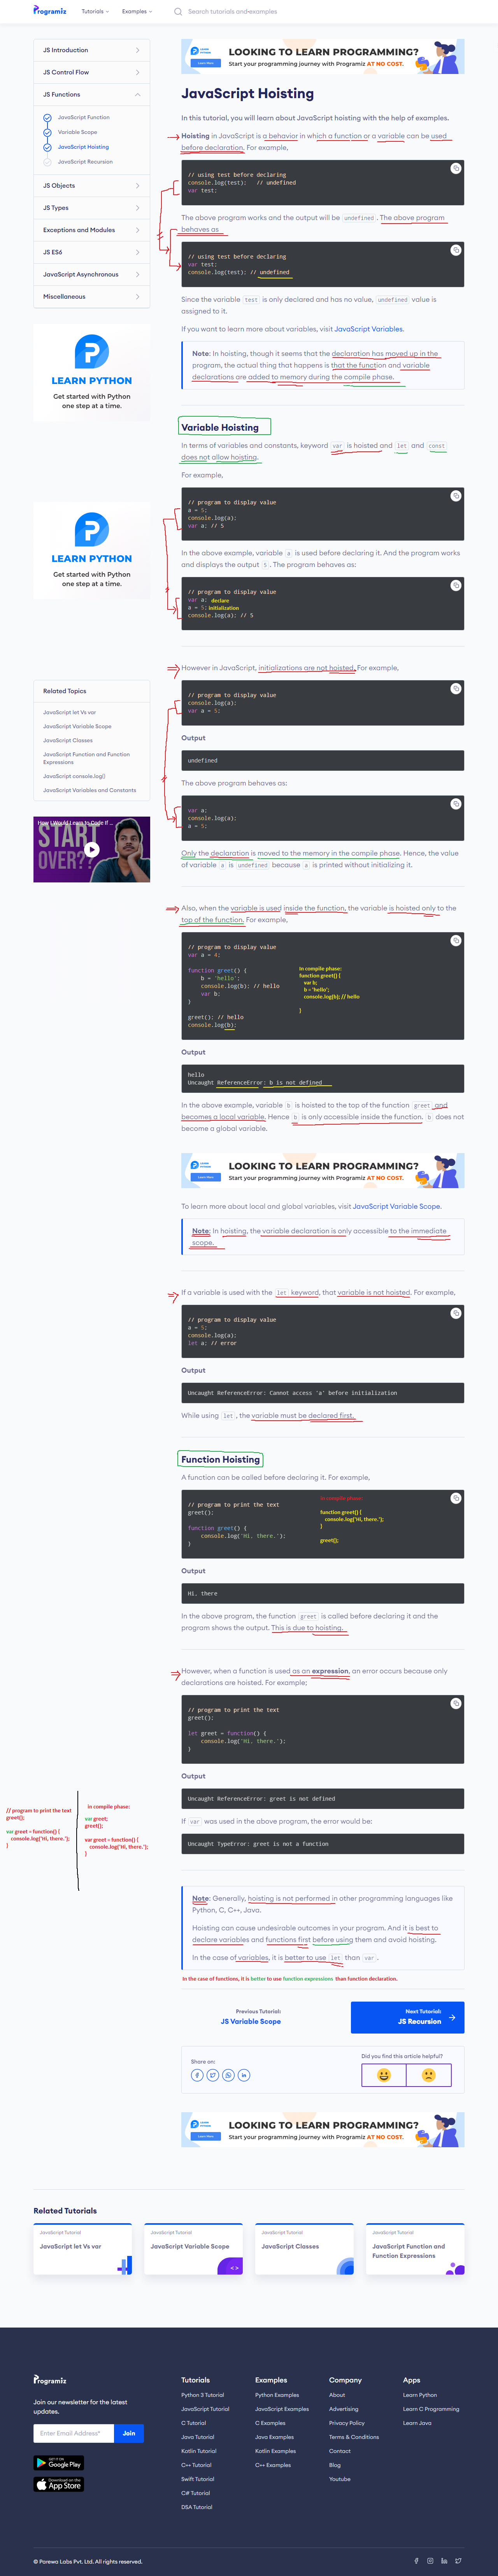 Programiz
Tutorials
Examples
Search tutorials and examples
JS Introduction
JS Control Flow
JS Functions
JavaScript Function
Variable Scope
JavaScript Hoisting
JavaScript Recursion
JS Objects
JS Types
Exceptions and Modules
JS ES6
JavaScript Asynchronous
Miscellaneous
LEARN PYTHON
Get started with Python
one step at a time.
LEARN PYTHON
Get started with Python
one step at a time.
Related Topics
JavaScript let Vs var
JavaScript Variable Scope
JavaScript Classes
JavaScript Function and Function
Expressions
JavaScript console.log()
JavaScript Variables and Constants
How I Would Learn to Code If ...
START
OVER?
LOOKING TO LEARN PROGRAMMING?
Start your programming journey with Programiz AT NO COST.
Learn More
JavaScript Hoisting
In this tutorial, you will learn about JavaScript hoisting with the help of examples.
Hoisting in JavaScript is a behavior in which a function or a variable can be used
before declaration. For example,
// using test before declaring
console.log(test);   // undefined
var test;
The above program works and the output will be undefined. The above program
behaves as
// using test before declaring
var test;
console.log(test); // undefined
Since the variable test is only declared and has no value, undefined value is
assigned to it.
If you want to learn more about variables, visit JavaScript Variables.
Note: In hoisting, though it seems that the declaration has moved up in the
program, the actual thing that happens is that the function and variable
declarations are added to memory during the compile phase.
Variable Hoisting
In terms of variables and constants, keyword var is hoisted and let and const
does not allow hoisting.
For example,
// program to display value
a = 5;
console.log(a);
var a; // 5
In the above example, variable a is used before declaring it. And the program works
and displays the output 5. The program behaves as:
// program to display value
var a; declare
a = 5; initialization
console.log(a); // 5
However in JavaScript, initializations are not hoisted. For example,
// program to display value
console.log(a);
var a = 5;
Output
undefined
The above program behaves as:
var a;
console.log(a);
a = 5;
Only the declaration is moved to the memory in the compile phase. Hence, the value
of variable a is undefined because a is printed without initializing it.
Also, when the variable is used inside the function, the variable is hoisted only to the
top of the function. For example,
// program to display value
var a = 4;
function greet() {
b = 'hello';
console.log(b); // hello
var b;
}
greet(); // hello
console.log(b);
In compile phase:
function greet() {
var b;
b = 'hello';
console.log(b); // hello
}
Output
hello
Uncaught ReferenceError: b is not defined
In the above example, variable b is hoisted to the top of the function greet and
becomes a local variable. Hence b is only accessible inside the function. b does not
become a global variable.
LOOKING TO LEARN PROGRAMMING?
Start your programming journey with Programiz AT NO COST.
Learn More
To learn more about local and global variables, visit JavaScript Variable Scope.
Note: In hoisting, the variable declaration is only accessible to the immediate
scope.
If a variable is used with the let keyword, that variable is not hoisted. For example,
// program to display value
a = 5;
console.log(a);
let a; // error
Output
Uncaught ReferenceError: Cannot access 'a' before initialization
While using let, the variable must be declared first.
Function Hoisting
A function can be called before declaring it. For example,
// program to print the text
greet();
function greet() {
console.log('Hi, there.');
}
In compile phase:
function greet() {
console.log('Hi, there.');
}
greet();
Output
Hi, there
In the above program, the function greet is called before declaring it and the
program shows the output. This is due to hoisting.
However, when a function is used as an expression, an error occurs because only
declarations are hoisted. For example;
// program to print the text
greet();
let greet = function() {
console.log('Hi, there.');
}
Output
Uncaught ReferenceError: greet is not defined
If var was used in the above program, the error would be:
Uncaught TypeError: greet is not a function
// program to print the text
greet();
var greet = function() {
console.log('Hi, there.');
}
in compile phase:
var greet;
greet();
var greet = function() {
console.log('Hi, there.');
}
Note: Generally, hoisting is not performed in other programming languages like
Python, C, C++, Java.
Hoisting can cause undesirable outcomes in your program. And it is best to
declare variables and functions first before using them and avoid hoisting.
In the case of variables, it is better to use let than var.
In the case of functions, it is better to use function expressions than function declaration.
Previous Tutorial:
JS Variable Scope
Next Tutorial:
JS Recursion
Share on:
Did you find this article helpful?
LOOKING TO LEARN PROGRAMMING?
Start your programming journey with Programiz AT NO COST.
Learn More
Related Tutorials
JavaScript Tutorial
JavaScript let Vs var
JavaScript Tutorial
JavaScript Variable Scope
JavaScript Tutorial
JavaScript Classes
JavaScript Tutorial
JavaScript Function and
Function Expressions
Programiz
Join our newsletter for the latest
updates.
Enter Email Address*
Join
GET IT ON
Google Play
Download on the
App Store
Tutorials
Python 3 Tutorial
JavaScript Tutorial
C Tutorial
Java Tutorial
Kotlin Tutorial
C++ Tutorial
Swift Tutorial
C# Tutorial
DSA Tutorial
Examples
Python Examples
JavaScript Examples
C Examples
Java Examples
Kotlin Examples
C++ Examples
Company
About
Advertising
Privacy Policy
Terms & Conditions
Contact
Blog
Youtube
Apps
Learn Python
Learn C Programming
Learn Java
© Parewa Labs Pvt. Ltd. All rights reserved.